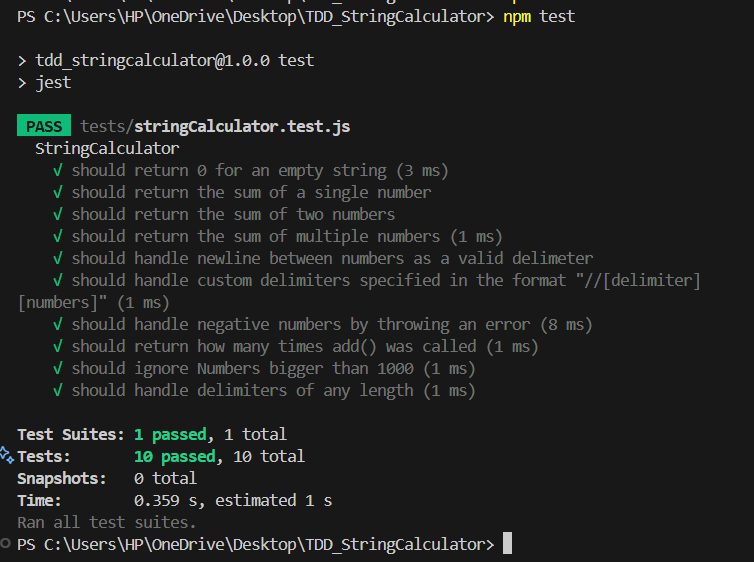 PS C:\Users\HP\OneDrive\Desktop\TDD_StringCalculator> npm test
> tdd_stringcalculator@1.0.0 test
> jest
PASS tests/stringCalculator.test.js
StringCalculator
√ should return 0 for an empty string (3 ms)
√ should return the sum of a single number
√ should return the sum of two numbers
√ should return the sum of multiple numbers (1 ms)
√ should handle newline between numbers as a valid delimeter
√ should handle custom delimiters specified in the format "//[delimiter]
[numbers]" (1 ms)
√ should handle negative numbers by throwing an error (8 ms)
√ should return how many times add() was called (1 ms)
√ should ignore Numbers bigger than 1000 (1 ms)
√ should handle delimiters of any length (1 ms)
Test Suites: 1 passed, 1 total
Tests: 10 passed, 10 total
Snapshots: 0 total
Time: 0.359 s, estimated 1 s
Ran all test suites.
PS C:\Users\HP\OneDrive\Desktop\TDD_StringCalculator>